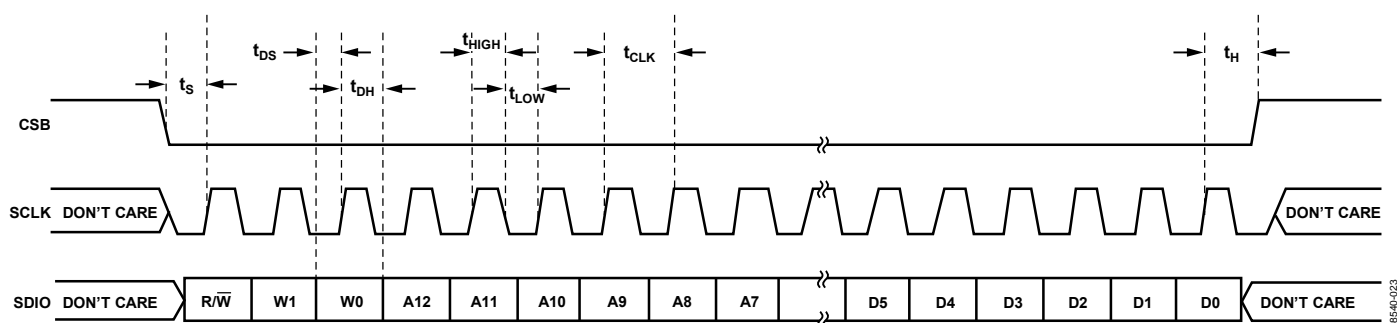 tDS
tHIGH
tCLK
tH
tS
tDH
tLOW
CSB
SCLK DON'T CARE DON'T CARE
SDIO DON'T CARE R/W̅ W1 W0 A12 A11 A10 A9 A8 A7 D5 D4 D3 D2 D1 D0 DON'T CARE
8540-023